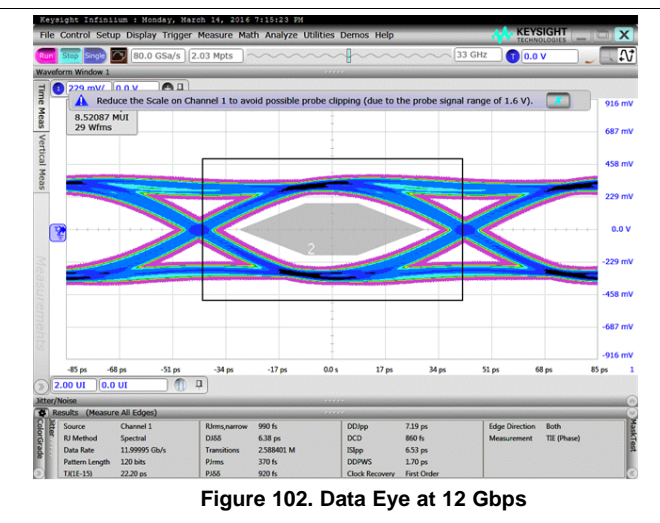 Keysight Infiniium : Monday, March 14, 2016 7:15:23 PM
File Control Setup Display Trigger Measure Math Analyze Utilities Demos Help
KEYSIGHT
TECHNOLOGIES
Run Stop Single 80.0 GSa/s 2.03 Mpts 33 GHz T 0.0 V
Waveform Window 1
1 229 mV/ 0.0 V
Reduce the Scale on Channel 1 to avoid possible probe clipping (due to the probe signal range of 1.6 V).
8.52087 MUI
29 Wfms
Time Meas
Vertical Meas
Measurements
916 mV
687 mV
458 mV
229 mV
0.0 V
-229 mV
-458 mV
-687 mV
-916 mV
2
-85 ps -68 ps -51 ps -34 ps -17 ps 0.0 s 17 ps 34 ps 51 ps 68 ps 85 ps 1
2.00 UI 0.0 UI
Jitter/Noise
Results (Measure All Edges)
ColorGrade
Jitter
MaskTest
Source Channel 1 RJrms,narrow 990 fs DDJpp 7.19 ps Edge Direction Both
RJ Method Spectral DJδδ 6.38 ps DCD 860 fs Measurement TIE (Phase)
Data Rate 11.99995 Gb/s Transitions 2.588401 M ISIpp 6.53 ps
Pattern Length 120 bits PJrms 370 fs DDPWS 1.70 ps
TJ(1E-15) 22.20 ps PJδδ 920 fs Clock Recovery First Order
Figure 102. Data Eye at 12 Gbps